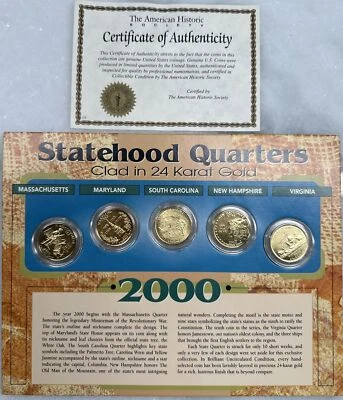 The American Historic
SOCIETY
Certificate of Authenticity
This Certificate of Authenticity attests to the fact that the coins in this
collection are genuine United States coinage. Genuine U.S. Coins were
produced in limited quantities by the United States, authenticated and
inspected for quality by professional numismatists, and certified in
Collectible Condition by The American Historic Society.
Certified by
The American Historic Society
Statehood Quarters
Clad in 24 Karat Gold
MASSACHUSETTS
MARYLAND
SOUTH CAROLINA
NEW HAMPSHIRE
VIRGINIA
2000
The year 2000 begins with the Massachusetts Quarter
honoring the legendary Minuteman of the Revolutionary War.
The state's outline and nickname complete the design. The
top of Maryland's State House appears on its coin along with
its nickname and leaf clusters from the official state tree, the
White Oak. The South Carolina Quarter highlights key state
symbols including the Palmetto Tree, Carolina Wren and Yellow
Jasmine accompanied by the state's nickname, and a star
indicating the capital, Columbia. New Hampshire honors The
Old Man of the Mountain, one of the state's most intriguing
natural wonders. Completing the motif is the state motto and
nine stars symbolizing the state's status as the ninth to ratify the
Constitution. The tenth coin in the series, the Virginia Quarter
honors Jamestown, our nation's oldest colony, and the three ships
that brought the first English settlers to the region.
Each State Quarter is struck for only 10 short weeks, and
only a very few of each design were set aside for this exclusive
collection. In Brilliant Uncirculated Condition, every hand-
selected coin has been lavishly layered in precious 24-karat gold
for a rich, lustrous finish that is beyond compare.